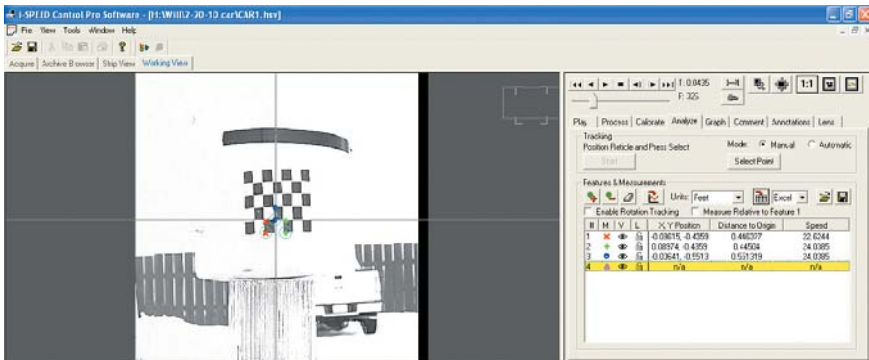 i-SPEED Control Pro Software - [H:\Will\2-20-10 car\CAR1.hsv]
File View Tools Window Help
Acquire Archive Browser Strip View Working View
T: 0.0435
F: 326
1:1
Play Process Calibrate Analyze Graph Comment Annotations Lens
Tracking
Position Reticle and Press Select Mode: Manual Automatic
Start Select Point
Features & Measurements
Units: Feet Excel
Enable Rotation Tracking Measure Relative to Feature 1
# M V L X,Y Position Distance to Origin Speed
1 -0.09615, -0.4359 0.446377 22.6244
2 0.08974, -0.4359 0.44504 24.0385
3 -0.03641, -0.5513 0.551319 24.0385
4 n/a n/a n/a